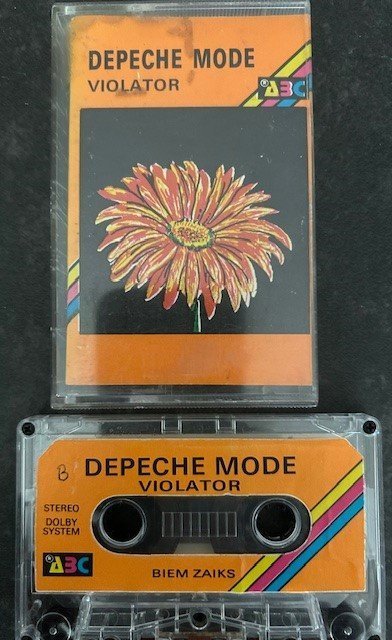 DEPECHE MODE
VIOLATOR
ABC
B
DEPECHE MODE
VIOLATOR
STEREO
DOLBY
SYSTEM
ABC
BIEM ZAIKS